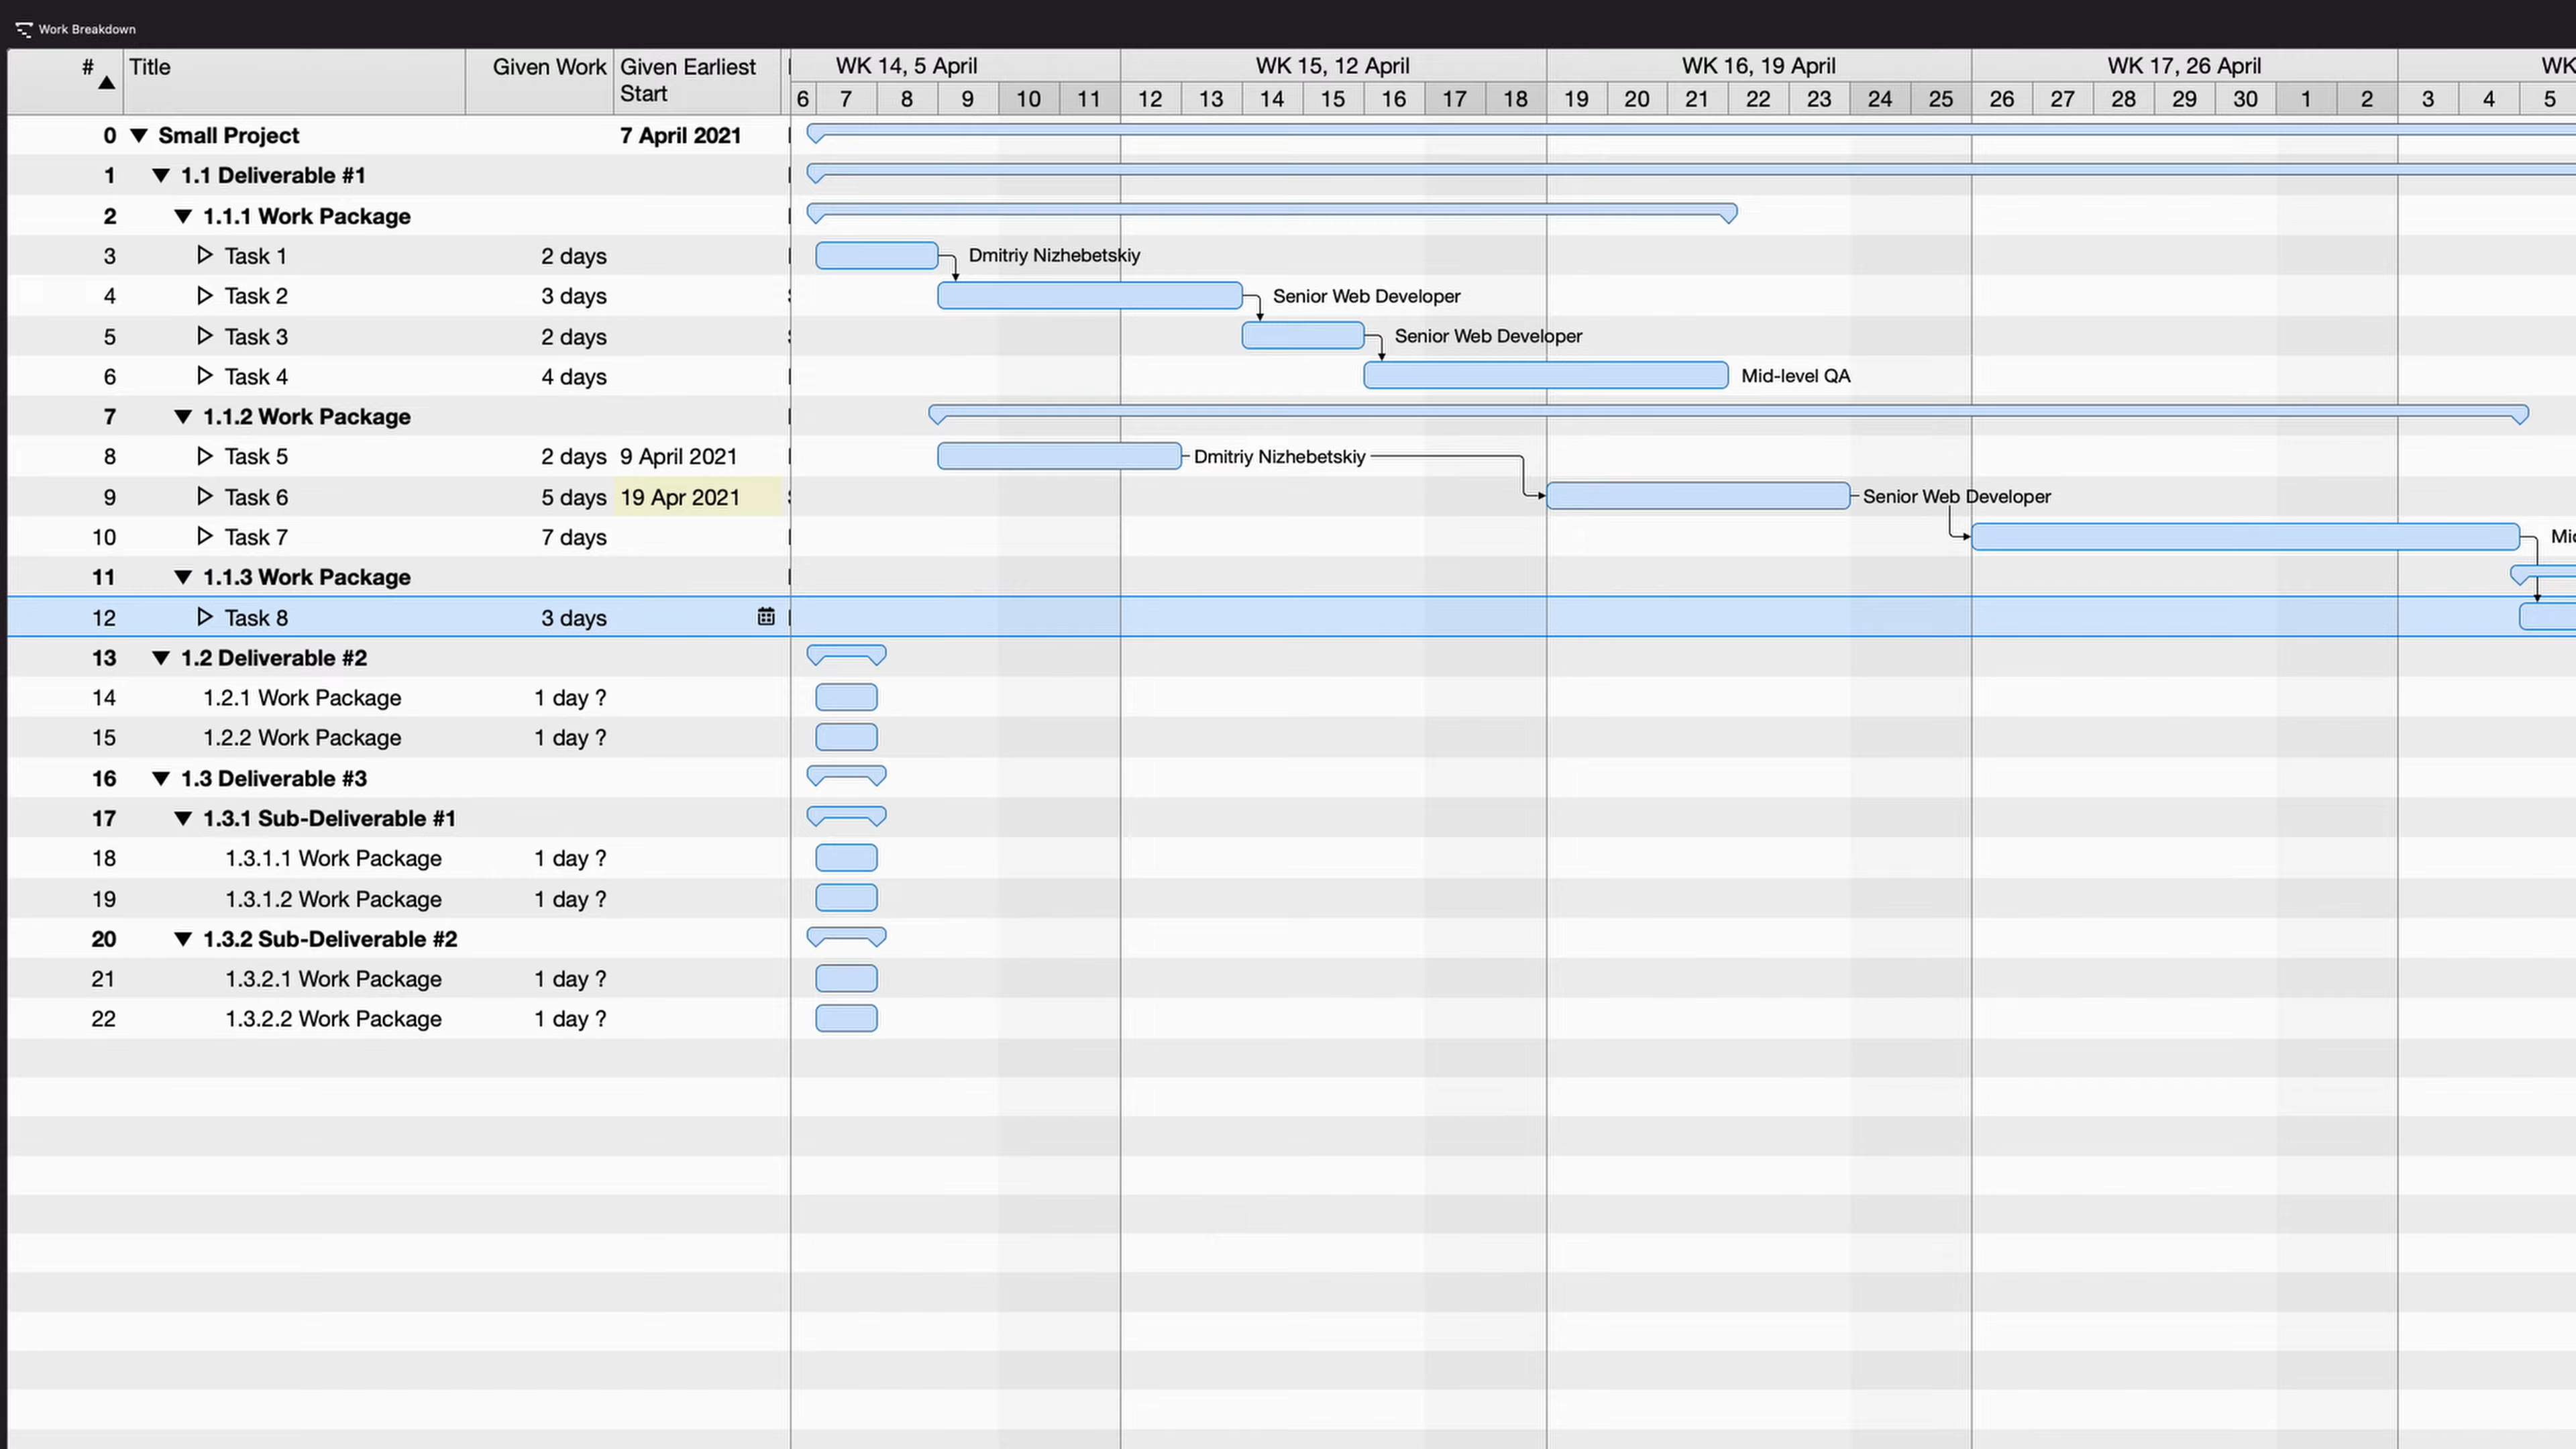 Work Breakdown
# Title Given Work Given Earliest Start
WK 14, 5 April WK 15, 12 April WK 16, 19 April WK 17, 26 April WK
6 7 8 9 10 11 12 13 14 15 16 17 18 19 20 21 22 23 24 25 26 27 28 29 30 1 2 3 4 5
0 Small Project 7 April 2021
1 1.1 Deliverable #1
2 1.1.1 Work Package
3 Task 1 2 days Dmitriy Nizhebetskiy
4 Task 2 3 days Senior Web Developer
5 Task 3 2 days Senior Web Developer
6 Task 4 4 days Mid-level QA
7 1.1.2 Work Package
8 Task 5 2 days 9 April 2021 Dmitriy Nizhebetskiy
9 Task 6 5 days 19 Apr 2021 Senior Web Developer
10 Task 7 7 days
11 1.1.3 Work Package
12 Task 8 3 days
13 1.2 Deliverable #2
14 1.2.1 Work Package 1 day ?
15 1.2.2 Work Package 1 day ?
16 1.3 Deliverable #3
17 1.3.1 Sub-Deliverable #1
18 1.3.1.1 Work Package 1 day ?
19 1.3.1.2 Work Package 1 day ?
20 1.3.2 Sub-Deliverable #2
21 1.3.2.1 Work Package 1 day ?
22 1.3.2.2 Work Package 1 day ?